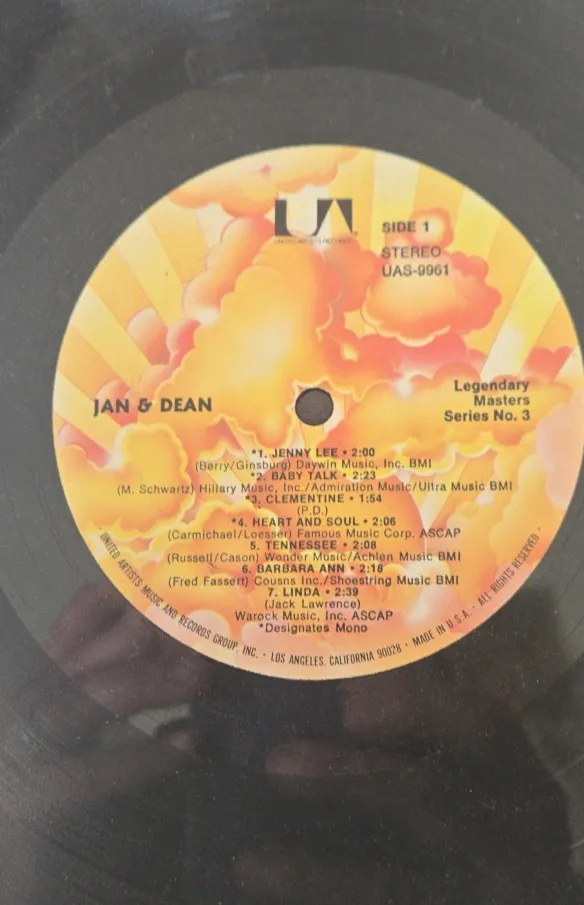 UA
UNITED ARTISTS RECORDS
SIDE 1
STEREO
UAS-9961
JAN & DEAN
Legendary
Masters
Series No. 3
*1. JENNY LEE • 2:00
(Berry/Ginsburg) Daywin Music, Inc. BMI
*2. BABY TALK • 2:23
(M. Schwartz) Hillary Music, Inc./Admiration Music/Ultra Music BMI
*3. CLEMENTINE • 1:54
(P.D.)
*4. HEART AND SOUL • 2:06
(Carmichael/Loesser) Famous Music Corp. ASCAP
5. TENNESSEE • 2:08
(Russell/Cason) Wonder Music/Achlen Music BMI
6. BARBARA ANN • 2:18
(Fred Fassert) Cousns Inc./Shoestring Music BMI
7. LINDA • 2:39
(Jack Lawrence)
Warock Music, Inc. ASCAP
*Designates Mono
• UNITED ARTISTS MUSIC AND RECORDS GROUP, INC. • LOS ANGELES, CALIFORNIA 90028 • MADE IN U.S.A. • ALL RIGHTS RESERVED •